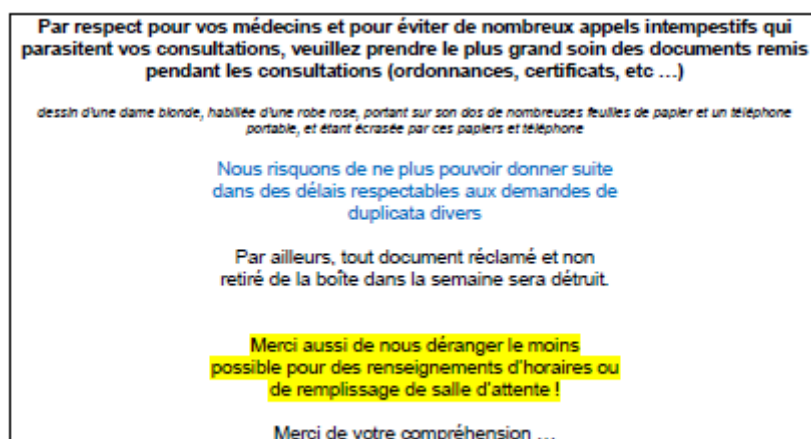 Par respect pour vos médecins et pour éviter de nombreux appels intempestifs qui
parasitent vos consultations, veuillez prendre le plus grand soin des documents remis
pendant les consultations (ordonnances, certificats, etc ...)
dessin d'une dame blonde, habillée d'une robe rose, portant sur son dos de nombreuses feuilles de papier et un téléphone
portable, et étant écrasée par ces papiers et téléphone
Nous risquons de ne plus pouvoir donner suite
dans des délais respectables aux demandes de
duplicata divers
Par ailleurs, tout document réclamé et non
retiré de la boîte dans la semaine sera détruit.
Merci aussi de nous déranger le moins
possible pour des renseignements d'horaires ou
de remplissage de salle d'attente !
Merci de votre compréhension ...